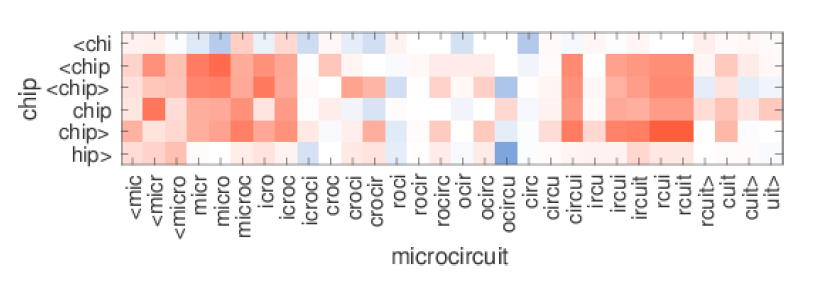 <chi
<chip
<chip>
chip
chip>
hip>
chip
<mic
<micr
<micro
micr
micro
microc
icro
icroc
icroci
croc
croci
crocir
roci
rocir
rocirc
ocir
ocirc
ocircu
circ
circu
circui
ircu
ircui
ircuit
rcui
rcuit
rcuit>
cuit
cuit>
uit>
microcircuit